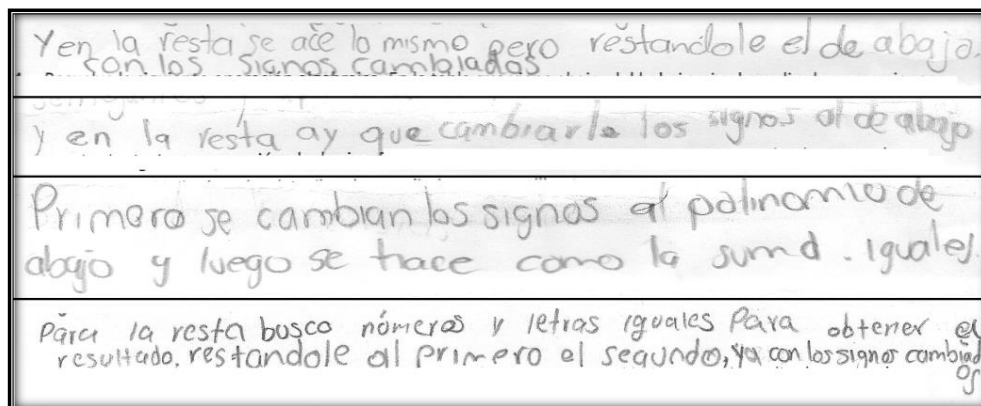 Y en la resta se ace lo mismo pero restandole el de abajo.
con los signos cambiados
y en la resta ay que cambiarle los signos al de abajo
Primero se cambian los signos al polinomio de
abajo y luego se hace como la suma. iguales.
Para la resta busco números y letras iguales para obtener el
resultado. restandole al primero el segundo, ya con los signos cambiad
os